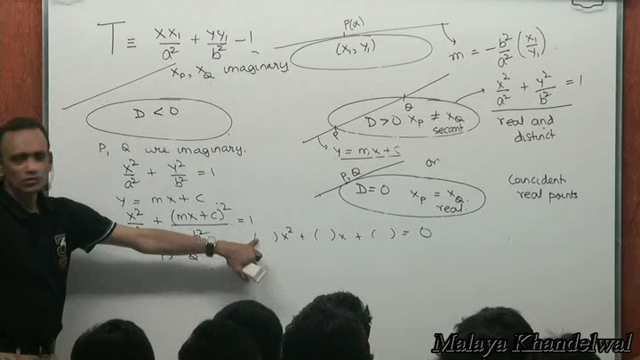 T ≡ xx₁/a² + yy₁/b² − 1
P(α)
(x₁, y₁)
m = −b²/a² (x₁/y₁)
x_P, x_Q imaginary
x²/a² + y²/b² = 1
D < 0
Q
D > 0 x_P ≠ x_Q
secant
P
real and
distinct
P, Q are imaginary.
y = mx + c
or
x²/a² + y²/b² = 1
P, Q
D = 0 x_P = x_Q
real
coincident
real points
y = mx + c
x²/a² + (mx+c)²/b² = 1
( )x² + ( )x + ( ) = 0
Malaya Khandelwal